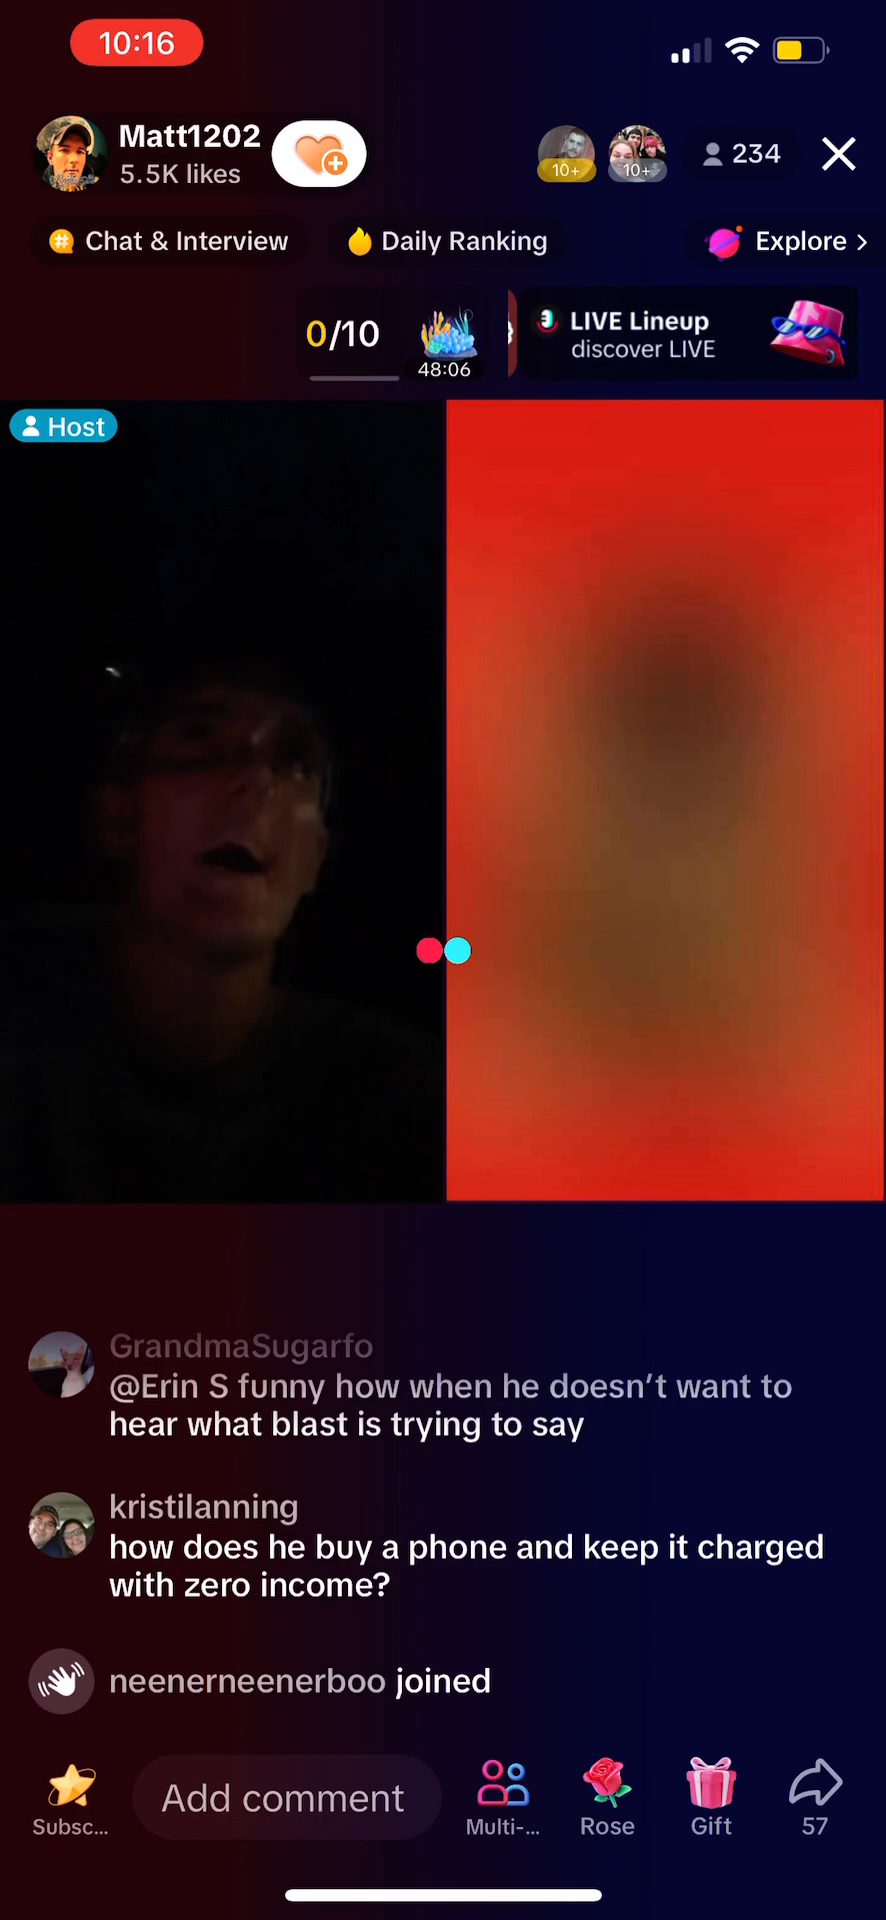 10:16
Matt1202
5.5K likes
10+
10+
234
Chat & Interview
Daily Ranking
Explore >
0/10
48:06
LIVE Lineup
discover LIVE
Host
GrandmaSugarfo
@Erin S funny how when he doesn't want to
hear what blast is trying to say
kristilanning
how does he buy a phone and keep it charged
with zero income?
neenerneenerboo joined
Add comment
Subsc...
Multi-...
Rose
Gift
57